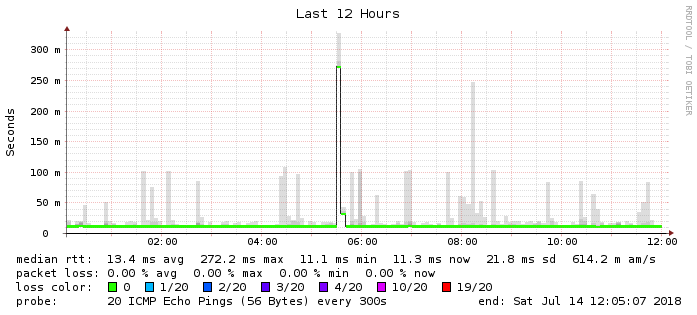 Last 12 Hours
RRDTOOL / TOBI OETIKER
Seconds
300 m
250 m
200 m
150 m
100 m
50 m
0
02:00 04:00 06:00 08:00 10:00 12:00
median rtt: 13.4 ms avg 272.2 ms max 11.1 ms min 11.3 ms now 21.8 ms sd 614.2 m am/s
packet loss: 0.00 % avg 0.00 % max 0.00 % min 0.00 % now
loss color: 0 1/20 2/20 3/20 4/20 10/20 19/20
probe: 20 ICMP Echo Pings (56 Bytes) every 300s end: Sat Jul 14 12:05:07 2018